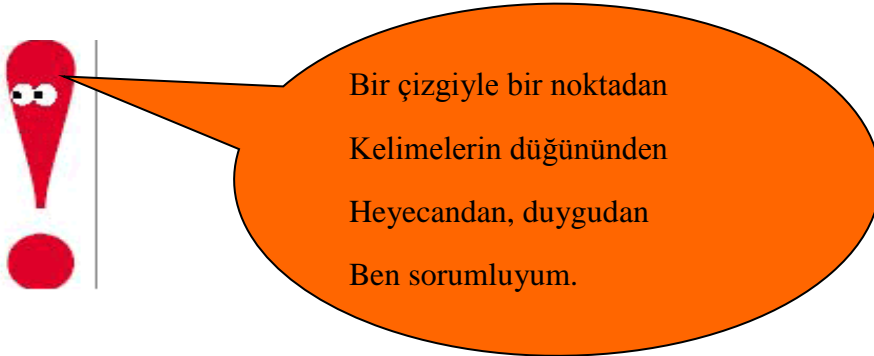 Bir çizgiyle bir noktadan
Kelimelerin düğününden
Heyecandan, duygudan
Ben sorumluyum.